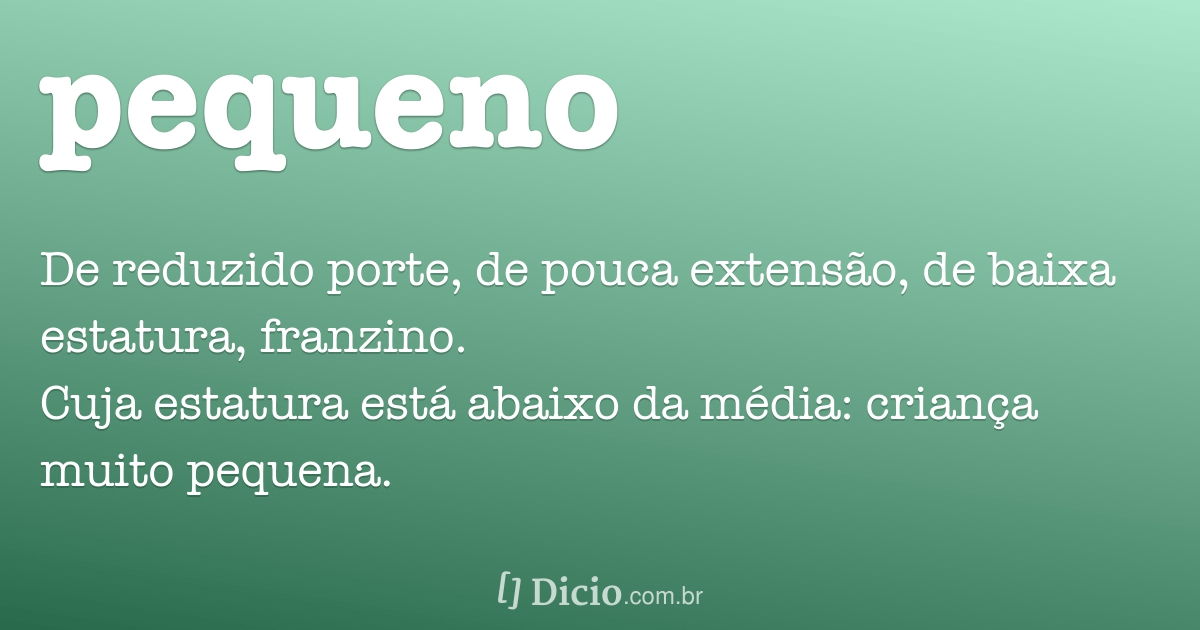 pequeno
De reduzido porte, de pouca extensão, de baixa
estatura, franzino.
Cuja estatura está abaixo da média: criança
muito pequena.
[] Dicio.com.br